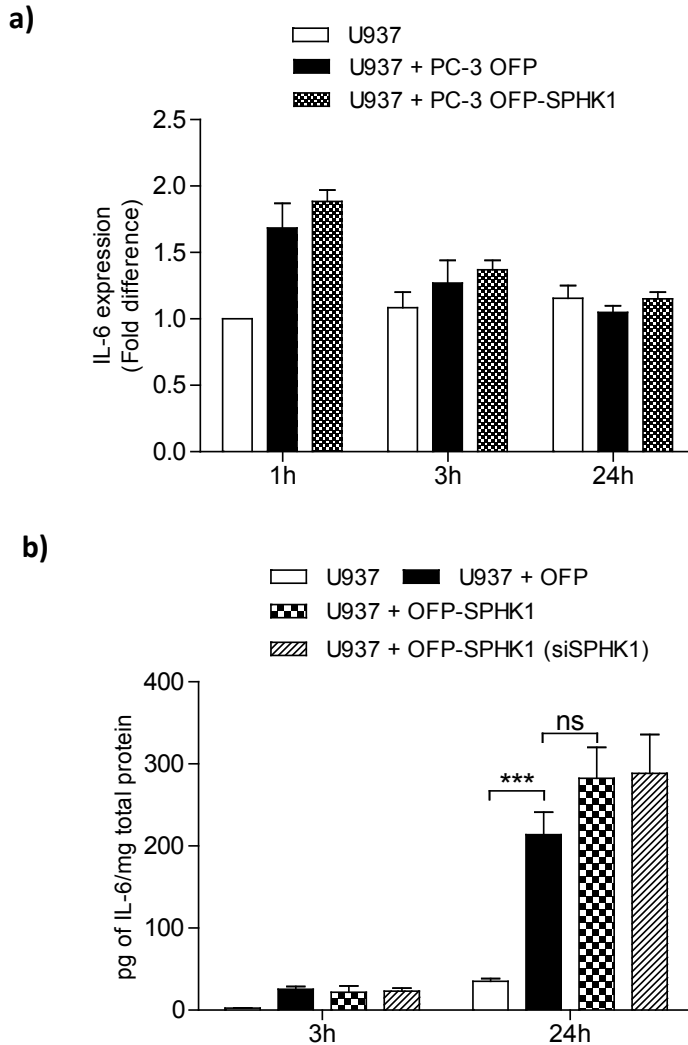 a)
U937
U937 + PC-3 OFP
U937 + PC-3 OFP-SPHK1
IL-6 expression
(Fold difference)
2.5
2.0
1.5
1.0
0.5
0.0
1h 3h 24h
b)
U937 U937 + OFP
U937 + OFP-SPHK1
U937 + OFP-SPHK1 (siSPHK1)
pg of IL-6/mg total protein
400
300
200
100
0
ns
***
3h 24h